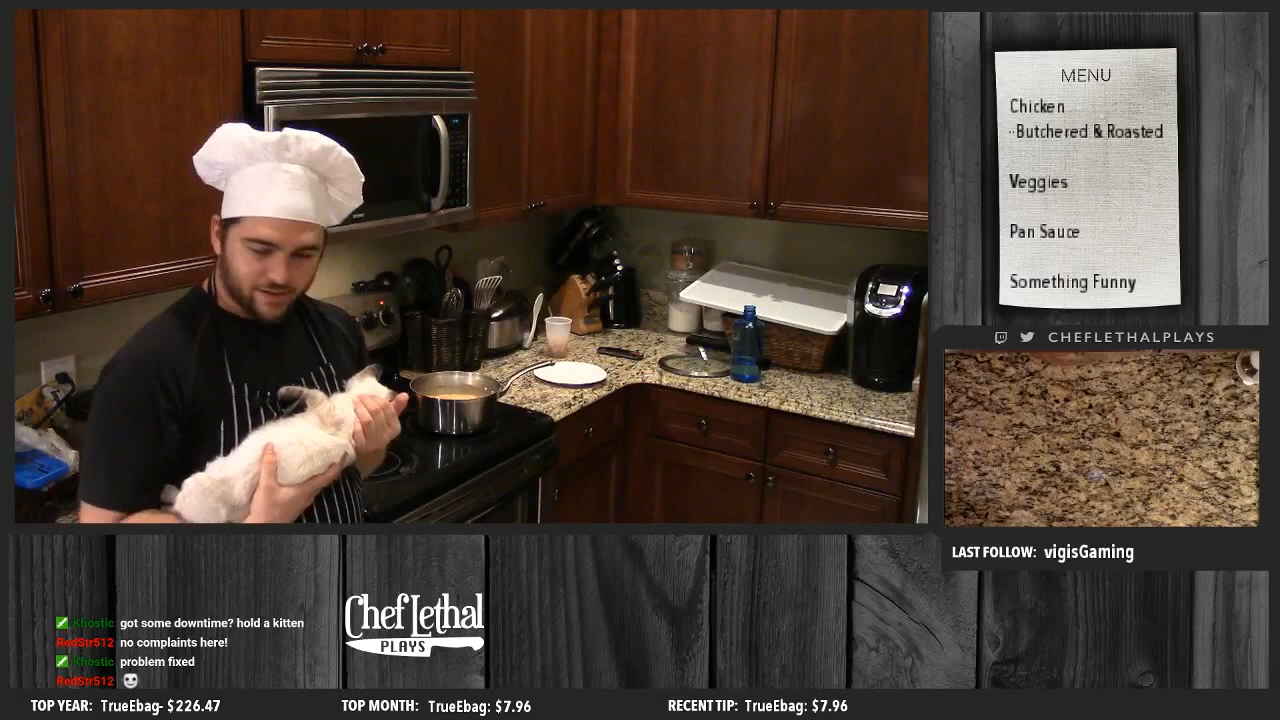 MENU
Chicken
- Butchered & Roasted
Veggies
Pan Sauce
Something Funny
CHEFLETHALPLAYS
LAST FOLLOW: vigisGaming
Khostic got some downtime? hold a kitten
RedStr512 no complaints here!
Khostic problem fixed
RedStr512
Chef Lethal
PLAYS
TOP YEAR: TrueEbag- $226.47
TOP MONTH: TrueEbag: $7.96
RECENT TIP: TrueEbag: $7.96